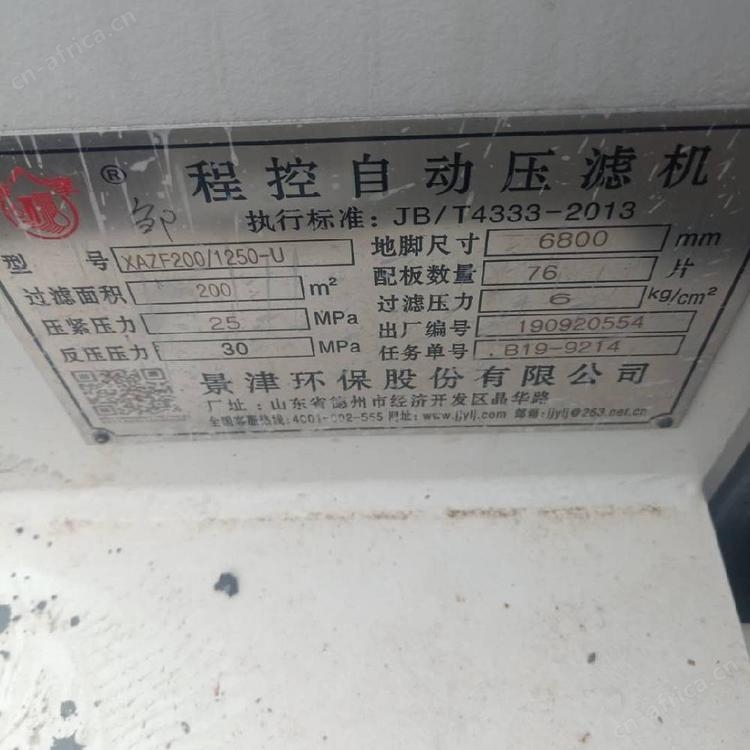 cn-africa.cn
® 程控自动压滤机
执行标准：JB/T4333-2013
型 号 XAZF200/1250-U 地脚尺寸 6800 mm
过滤面积 200 m² 配板数量 76 片
压紧压力 25 MPa 过滤压力 6 kg/cm²
反压压力 30 MPa 出厂编号 190920554
任务单号 .B19-9214
景津环保股份有限公司
厂址：山东省德州市经济开发区晶华路
全国客服热线:4001-002-555 网址：www.jjylj.com 邮箱:jjylj@263.net.cn
cn-africa.cn